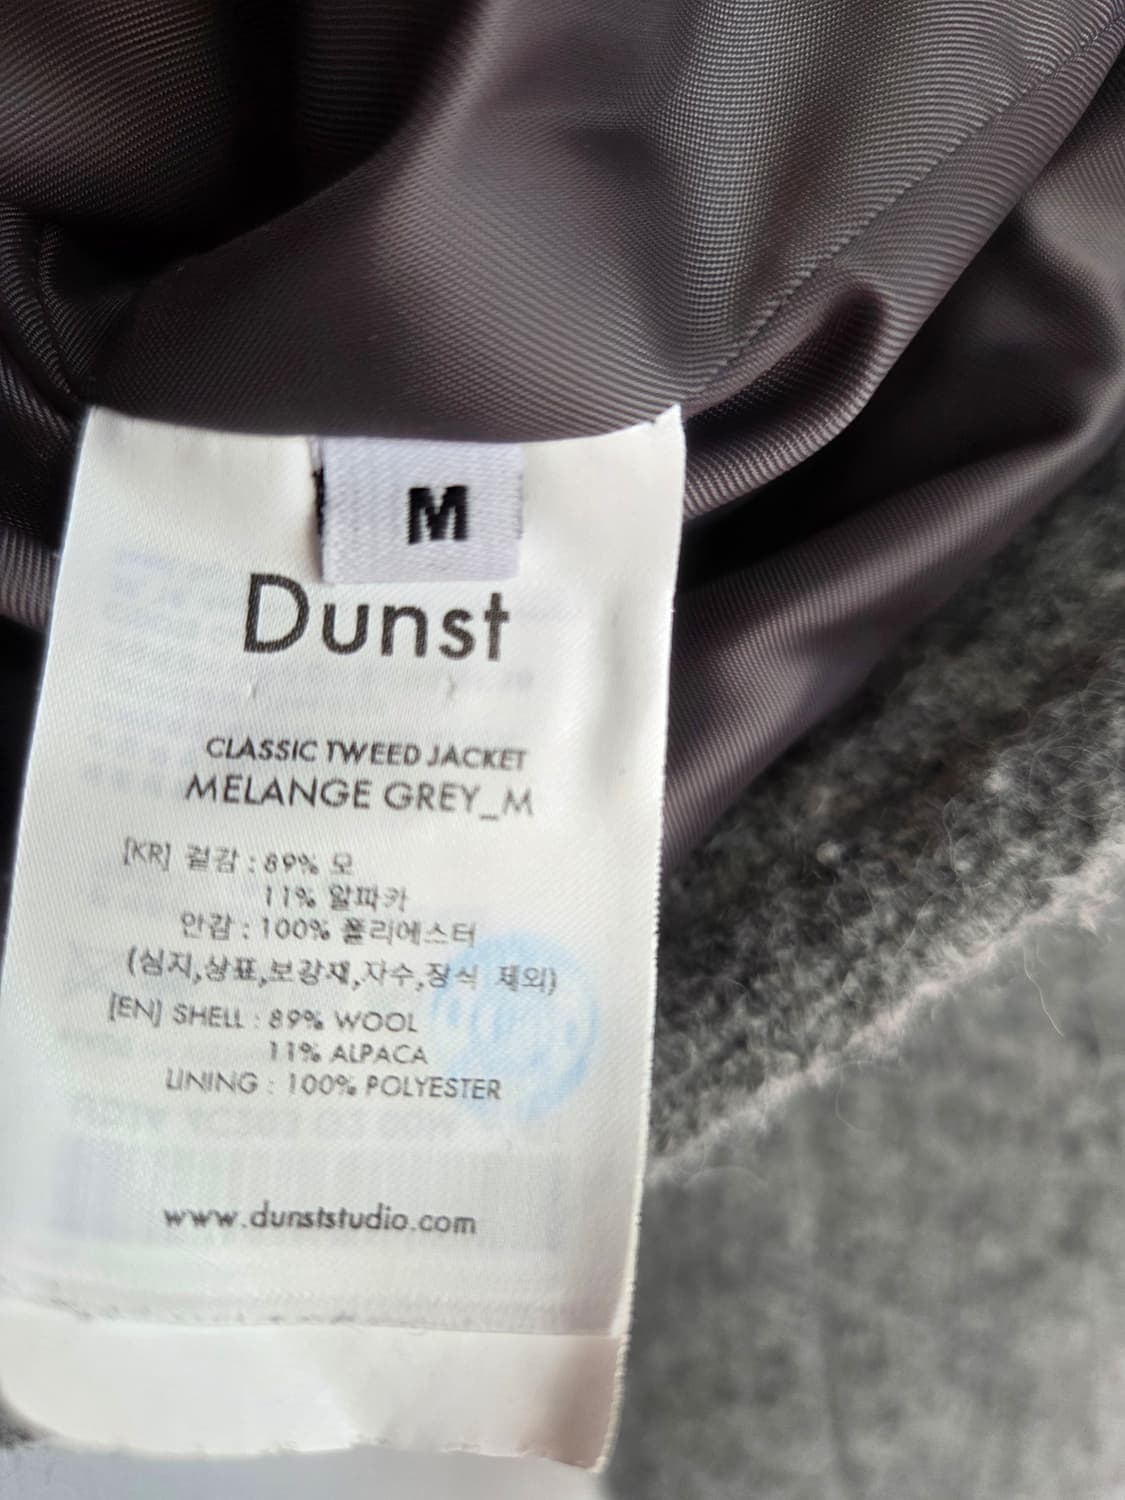 M
Dunst
CLASSIC TWEED JACKET
MELANGE GREY_M
[KR] 겉감 : 89% 모
11% 알파카
안감 : 100% 폴리에스터
(심지,상표,보강재,자수,장식 제외)
[EN] SHELL : 89% WOOL
11% ALPACA
LINING : 100% POLYESTER
www.dunststudio.com